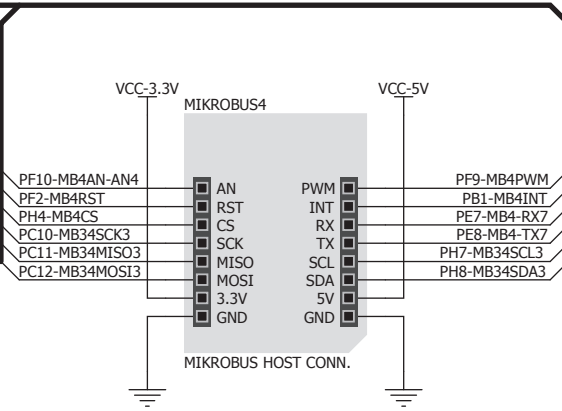 VCC-3.3V
VCC-5V
MIKROBUS4
PF10-MB4AN-AN4
AN
PWM
PF9-MB4PWM
PF2-MB4RST
RST
INT
PB1-MB4INT
PH4-MB4CS
CS
RX
PE7-MB4-RX7
PC10-MB34SCK3
SCK
TX
PE8-MB4-TX7
PC11-MB34MISO3
MISO
SCL
PH7-MB34SCL3
PC12-MB34MOSI3
MOSI
SDA
PH8-MB34SDA3
3.3V
5V
GND
GND
MIKROBUS HOST CONN.